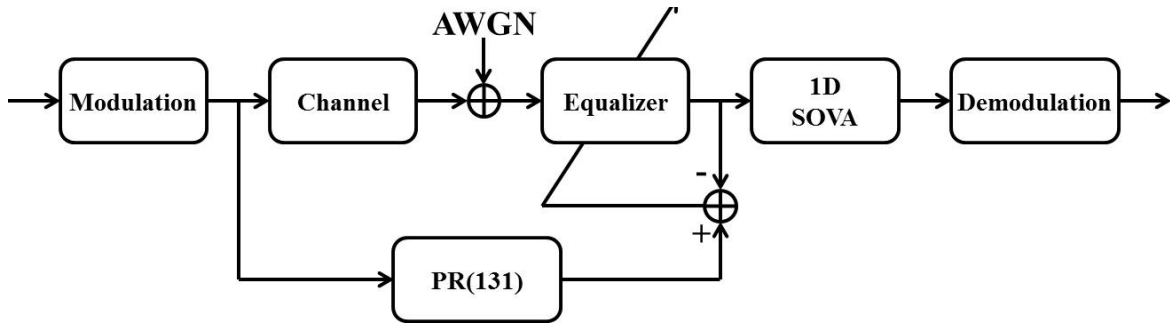 AWGN
Modulation
Channel
Equalizer
1D
SOVA
Demodulation
-
+
PR(131)